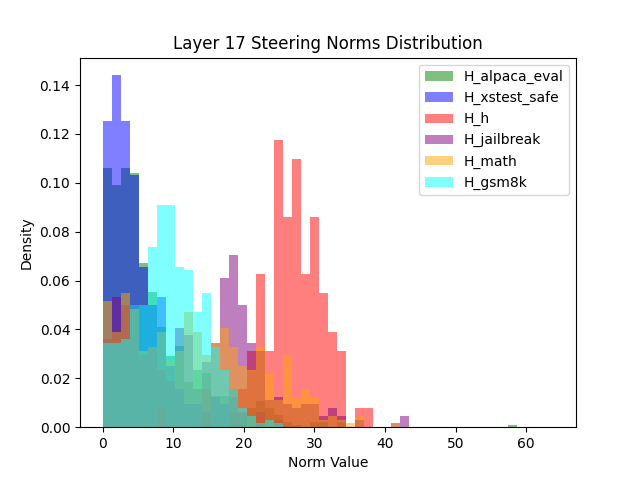 Layer 17 Steering Norms Distribution
H_alpaca_eval
H_xstest_safe
H_h
H_jailbreak
H_math
H_gsm8k
0.14
0.12
0.10
0.08
0.06
0.04
0.02
0.00
Density
0 10 20 30 40 50 60
Norm Value